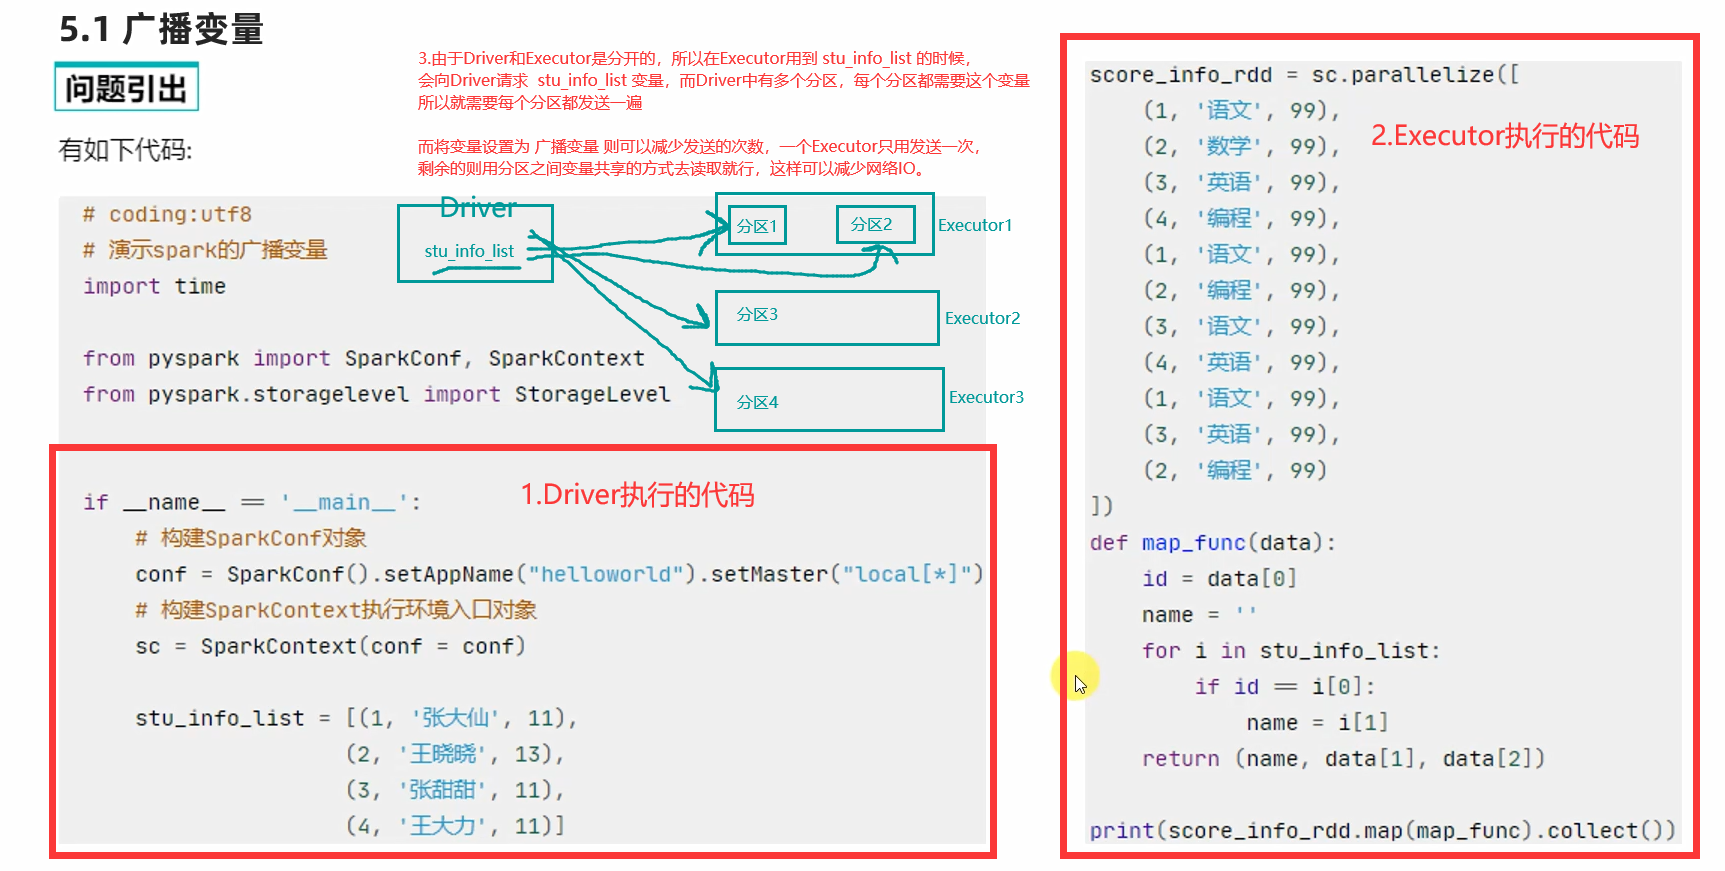 5.1 广播变量
问题引出
有如下代码:
3.由于Driver和Executor是分开的，所以在Executor用到 stu_info_list 的时候，
会向Driver请求  stu_info_list 变量，而Driver中有多个分区，每个分区都需要这个变量
所以就需要每个分区都发送一遍
而将变量设置为 广播变量 则可以减少发送的次数，一个Executor只用发送一次，
剩余的则用分区之间变量共享的方式去读取就行，这样可以减少网络IO。
Driver
stu_info_list
分区1
分区2
Executor1
分区3
Executor2
分区4
Executor3
# coding:utf8
# 演示spark的广播变量
import time
from pyspark import SparkConf, SparkContext
from pyspark.storagelevel import StorageLevel
1.Driver执行的代码
if __name__ == '__main__':
    # 构建SparkConf对象
    conf = SparkConf().setAppName("helloworld").setMaster("local[*]")
    # 构建SparkContext执行环境入口对象
    sc = SparkContext(conf = conf)
    stu_info_list = [(1, '张大仙', 11),
                    (2, '王晓晓', 13),
                    (3, '张甜甜', 11),
                    (4, '王大力', 11)]
2.Executor执行的代码
score_info_rdd = sc.parallelize([
    (1, '语文', 99),
    (2, '数学', 99),
    (3, '英语', 99),
    (4, '编程', 99),
    (1, '语文', 99),
    (2, '编程', 99),
    (3, '语文', 99),
    (4, '英语', 99),
    (1, '语文', 99),
    (3, '英语', 99),
    (2, '编程', 99)
])
def map_func(data):
    id = data[0]
    name = ''
    for i in stu_info_list:
        if id == i[0]:
            name = i[1]
    return (name, data[1], data[2])
print(score_info_rdd.map(map_func).collect())